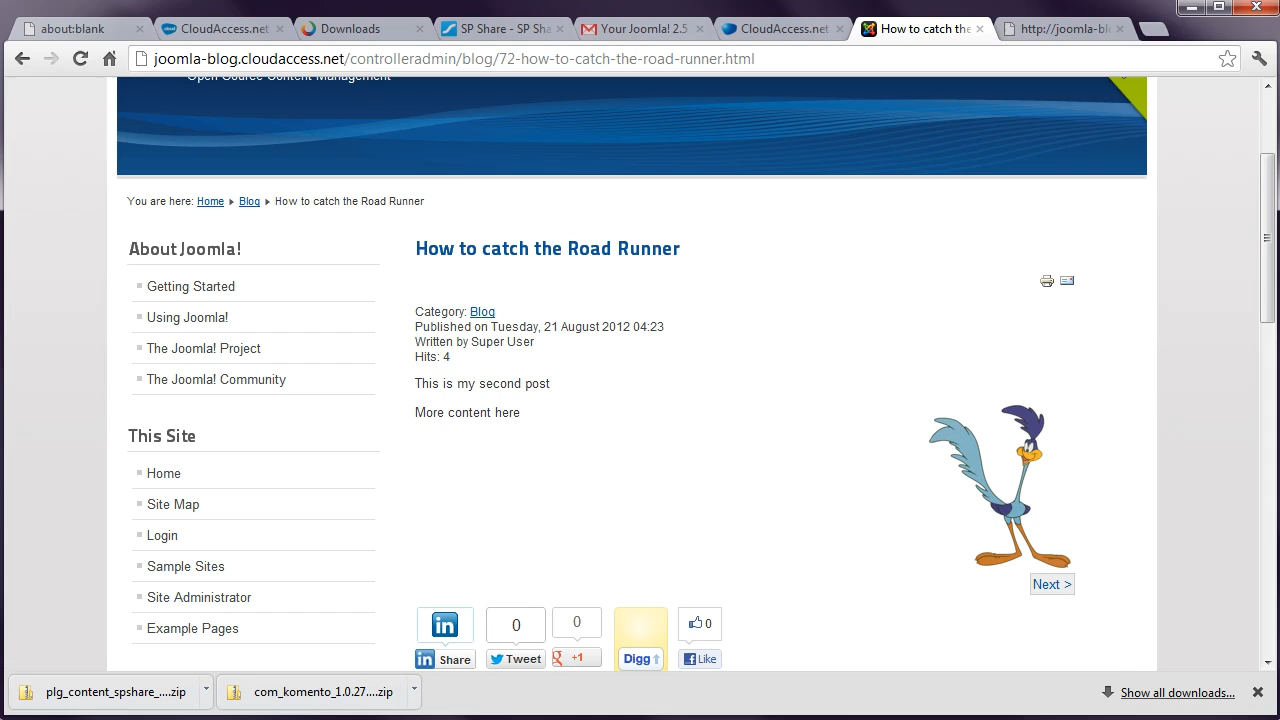 about:blank
CloudAccess.net
Downloads
SP Share - SP Sha
Your Joomla! 2.5
CloudAccess.net
How to catch the
http://joomla-blo
joomla-blog.cloudaccess.net/controlleradmin/blog/72-how-to-catch-the-road-runner.html
Open Source Content Management
You are here: Home Blog How to catch the Road Runner
About Joomla!
Getting Started
Using Joomla!
The Joomla! Project
The Joomla! Community
This Site
Home
Site Map
Login
Sample Sites
Site Administrator
Example Pages
How to catch the Road Runner
Category: Blog
Published on Tuesday, 21 August 2012 04:23
Written by Super User
Hits: 4
This is my second post
More content here
Next >
in 0 0 0
in Share Tweet g +1 Digg f Like
plg_content_spshare_....zip
com_komento_1.0.27....zip
Show all downloads...